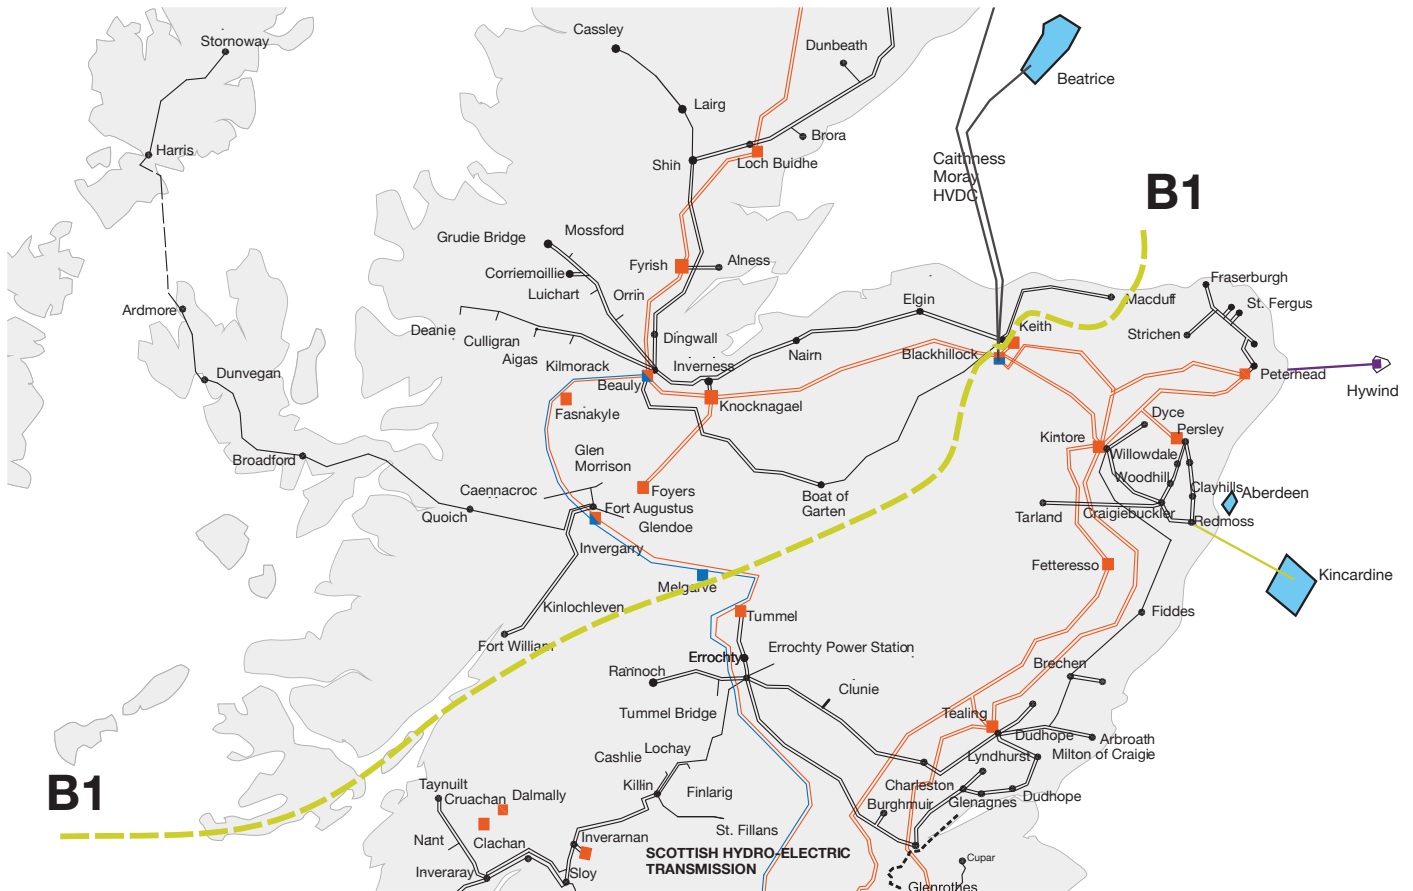 Cassley
Dunbeath
Stornoway
Beatrice
Lairg
Brora
Harris
Shin
Loch Buidhe
Caithness
Moray
HVDC
B1
Mossford
Grudie Bridge
Fyrish
Alness
Corriemoillie
Fraserburgh
Luichart
Orrin
Elgin
Macduff
St. Fergus
Ardmore
Deanie
Culligran
Dingwall
Keith
Strichen
Aigas
Nairn
Blackhillock
Kilmorack
Inverness
Dunvegan
Beauly
Peterhead
Hywind
Fasnakyle
Knocknagael
Dyce
Persley
Kintore
Willowdale
Glen
Morrison
Broadford
Woodhill
Caennacroc
Foyers
Clayhills
Aberdeen
Boat of
Garten
Fort Augustus
Quoich
Glendoe
Tarland
Craigiebuckler
Redmoss
Invergarry
Fetteresso
Kincardine
Melgarve
Kinlochleven
Tummel
Fiddes
Fort William
Errochty
Errochty Power Station
Rannoch
Brechen
Clunie
Tummel Bridge
Tealing
Dudhope
Arbroath
Lochay
Cashlie
Lyndhurst
Milton of Craigie
B1
Taynuilt
Killin
Finlarig
Charleston
Cruachan
Dalmally
Burghmuir
Glenagnes
Dudhope
St. Fillans
Nant
Clachan
Inverarnan
SCOTTISH HYDRO-ELECTRIC
TRANSMISSION
Cupar
Inveraray
Sloy
Glenrothes